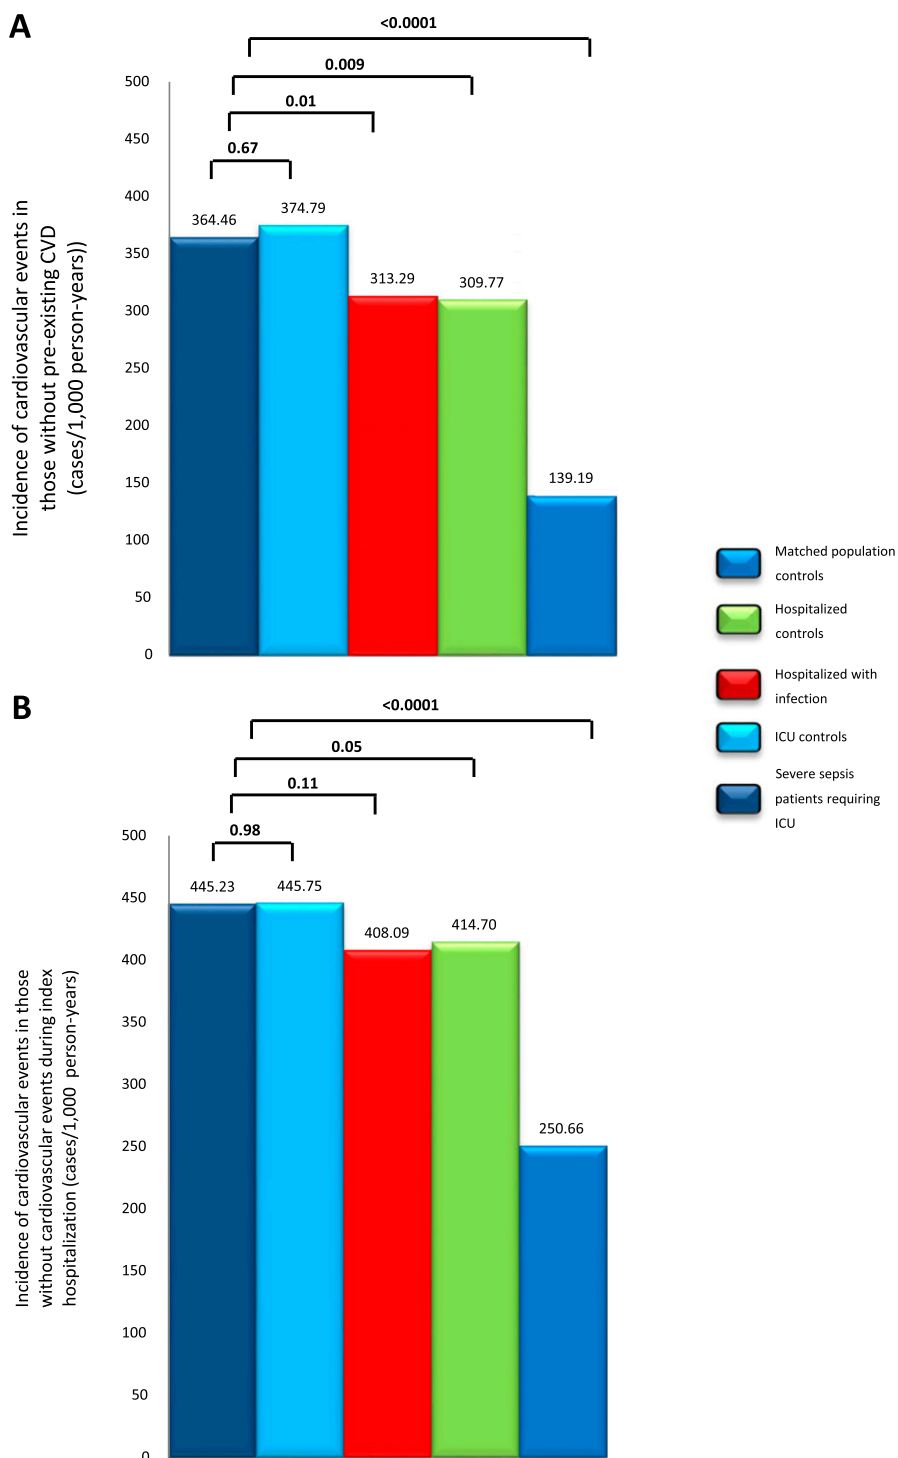 A
<0.0001
0.009
0.01
0.67
500
450
400
350
300
250
200
150
100
50
0
364.46
374.79
313.29
309.77
139.19
Incidence of cardiovascular events in
those without pre-existing CVD
(cases/1,000 person-years))
Matched population
controls
Hospitalized
controls
Hospitalized with
infection
ICU controls
Severe sepsis
patients requiring
ICU
B
<0.0001
0.05
0.11
0.98
500
450
400
350
300
250
200
150
100
50
0
445.23
445.75
408.09
414.70
250.66
Incidence of cardiovascular events in those
without cardiovascular events during index
hospitalization (cases/1,000 person-years)